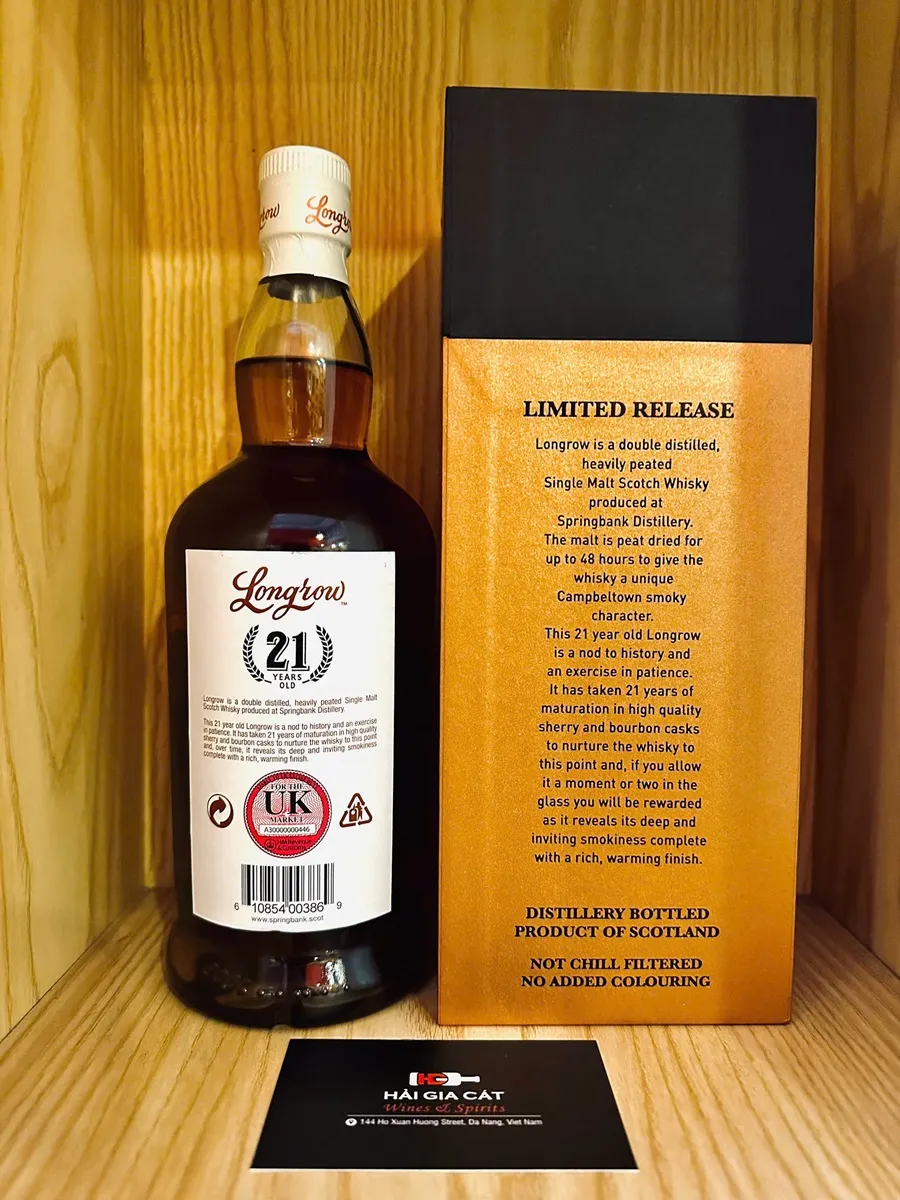 Longrow
Longrow™
21
YEARS
OLD
Longrow is a double distilled, heavily peated Single Malt
Scotch Whisky produced at Springbank Distillery.
This 21 year old Longrow is a nod to history and an exercise
in patience. It has taken 21 years of maturation in high quality
sherry and bourbon casks to nurture the whisky to this point
and, over time, it reveals its deep and inviting smokiness
complete with a rich, warming finish.
FOR THE
UK
MARKET
A30000000446
HM Revenue
& Customs
6 10854 00386 9
www.springbank.scot
LIMITED RELEASE
Longrow is a double distilled,
heavily peated
Single Malt Scotch Whisky
produced at
Springbank Distillery.
The malt is peat dried for
up to 48 hours to give the
whisky a unique
Campbeltown smoky
character.
This 21 year old Longrow
is a nod to history and
an exercise in patience.
It has taken 21 years of
maturation in high quality
sherry and bourbon casks
to nurture the whisky to
this point and, if you allow
it a moment or two in the
glass you will be rewarded
as it reveals its deep and
inviting smokiness complete
with a rich, warming finish.
DISTILLERY BOTTLED
PRODUCT OF SCOTLAND
NOT CHILL FILTERED
NO ADDED COLOURING
HẢI GIA CÁT
Wines & Spirits
144 Ho Xuan Huong Street, Da Nang, Viet Nam